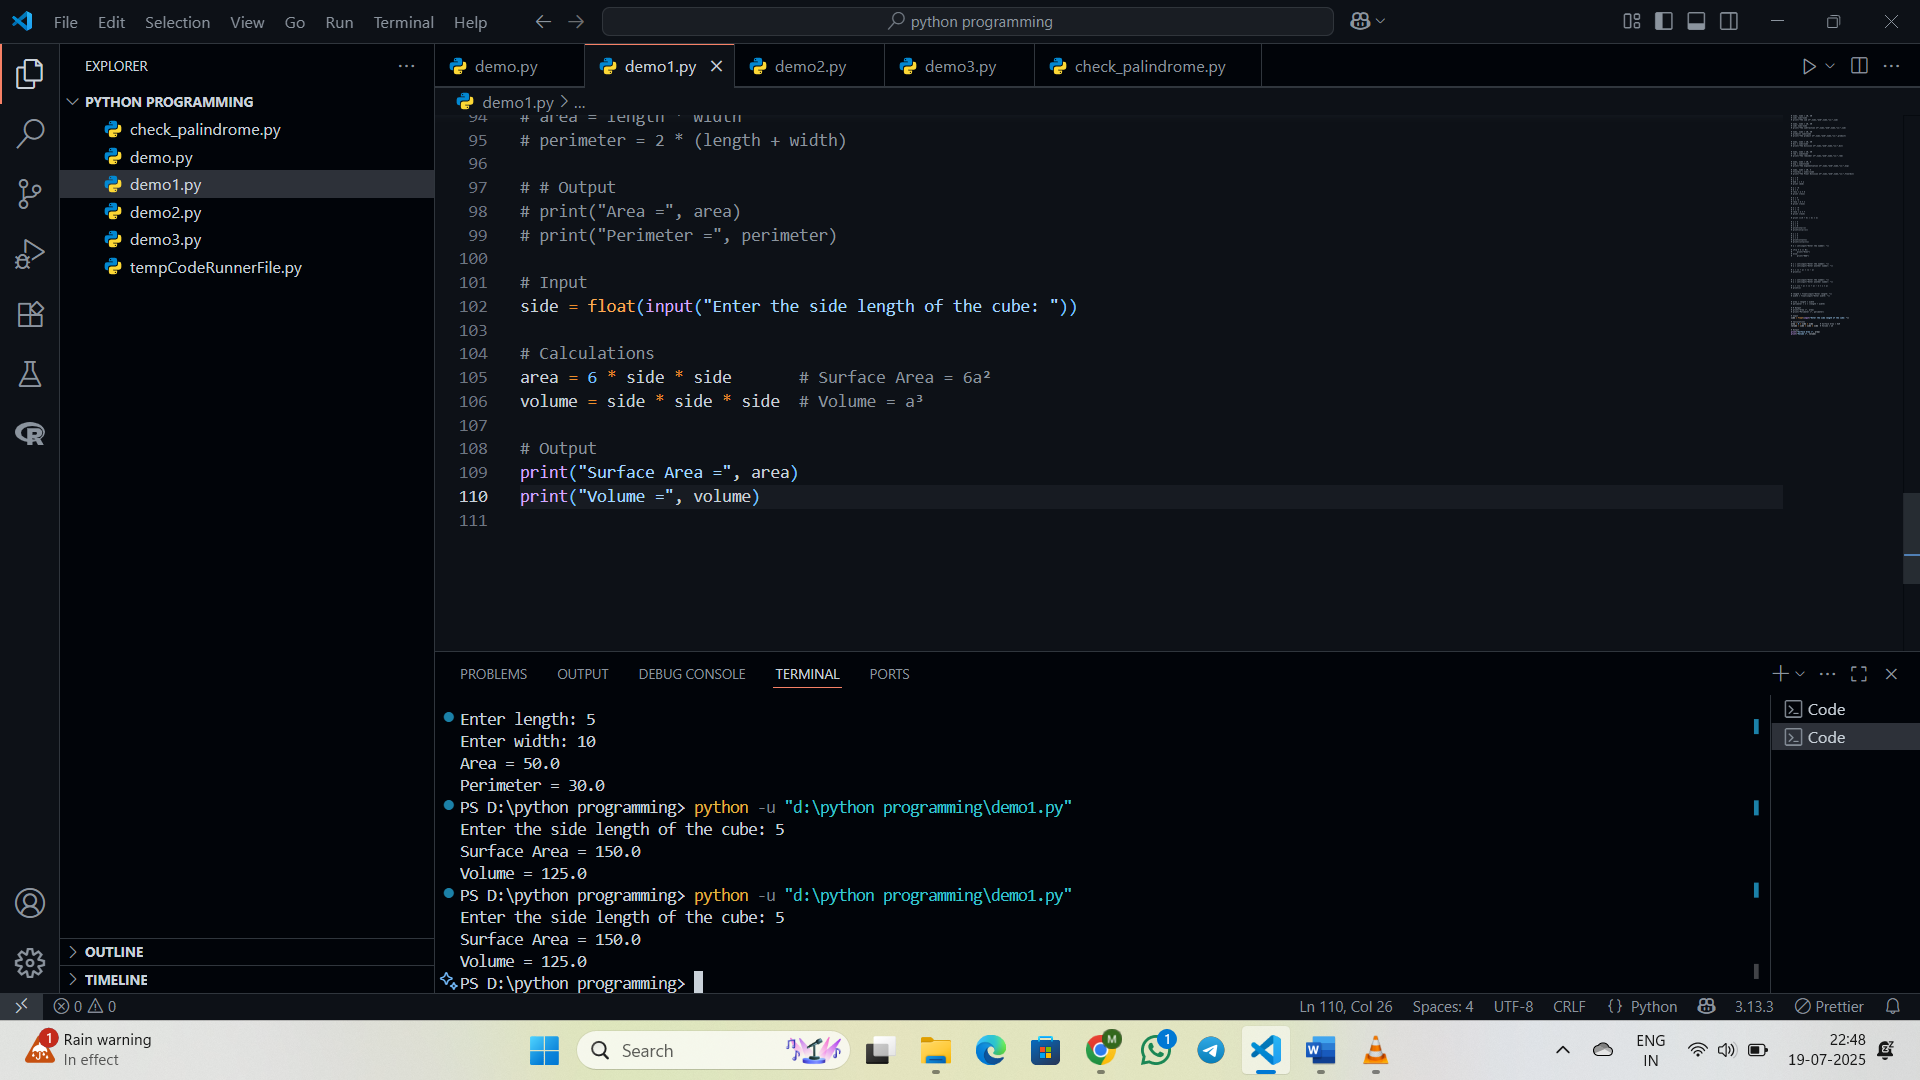 File Edit Selection View Go Run Terminal Help
python programming
EXPLORER
PYTHON PROGRAMMING
check_palindrome.py
demo.py
demo1.py
demo2.py
demo3.py
tempCodeRunnerFile.py
OUTLINE
TIMELINE
demo.py demo1.py demo2.py demo3.py check_palindrome.py
demo1.py > ...
94 # area = length * width
95 # perimeter = 2 * (length + width)
96
97 # # Output
98 # print("Area =", area)
99 # print("Perimeter =", perimeter)
100
101 # Input
102 side = float(input("Enter the side length of the cube: "))
103
104 # Calculations
105 area = 6 * side * side       # Surface Area = 6a²
106 volume = side * side * side  # Volume = a³
107
108 # Output
109 print("Surface Area =", area)
110 print("Volume =", volume)
111
PROBLEMS OUTPUT DEBUG CONSOLE TERMINAL PORTS
Enter length: 5
Enter width: 10
Area = 50.0
Perimeter = 30.0
PS D:\python programming> python -u "d:\python programming\demo1.py"
Enter the side length of the cube: 5
Surface Area = 150.0
Volume = 125.0
PS D:\python programming> python -u "d:\python programming\demo1.py"
Enter the side length of the cube: 5
Surface Area = 150.0
Volume = 125.0
PS D:\python programming>
Code
Code
0 0 Ln 110, Col 26 Spaces: 4 UTF-8 CRLF {} Python 3.13.3 Prettier
1 Rain warning
In effect
Search
M
1
W
ENG
IN
22:48
19-07-2025